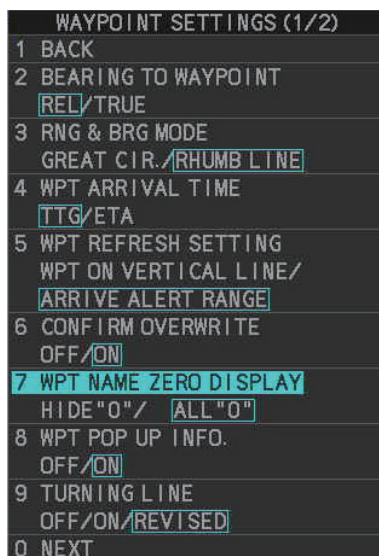 WAYPOINT SETTINGS (1/2)
1 BACK
2 BEARING TO WAYPOINT
REL/TRUE
3 RNG & BRG MODE
GREAT CIR./RHUMB LINE
4 WPT ARRIVAL TIME
TTG/ETA
5 WPT REFRESH SETTING
WPT ON VERTICAL LINE/
ARRIVE ALERT RANGE
6 CONFIRM OVERWRITE
OFF/ON
7 WPT NAME ZERO DISPLAY
HIDE"0"/ ALL"0"
8 WPT POP UP INFO.
OFF/ON
9 TURNING LINE
OFF/ON/REVISED
0 NEXT